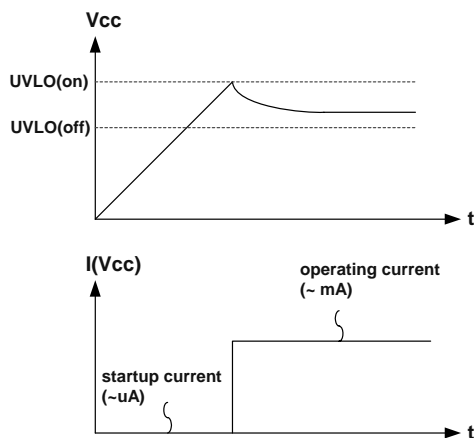 Vcc
UVLO(on)
UVLO(off)
t
I(Vcc)
operating current
(~ mA)
startup current
(~uA)
t